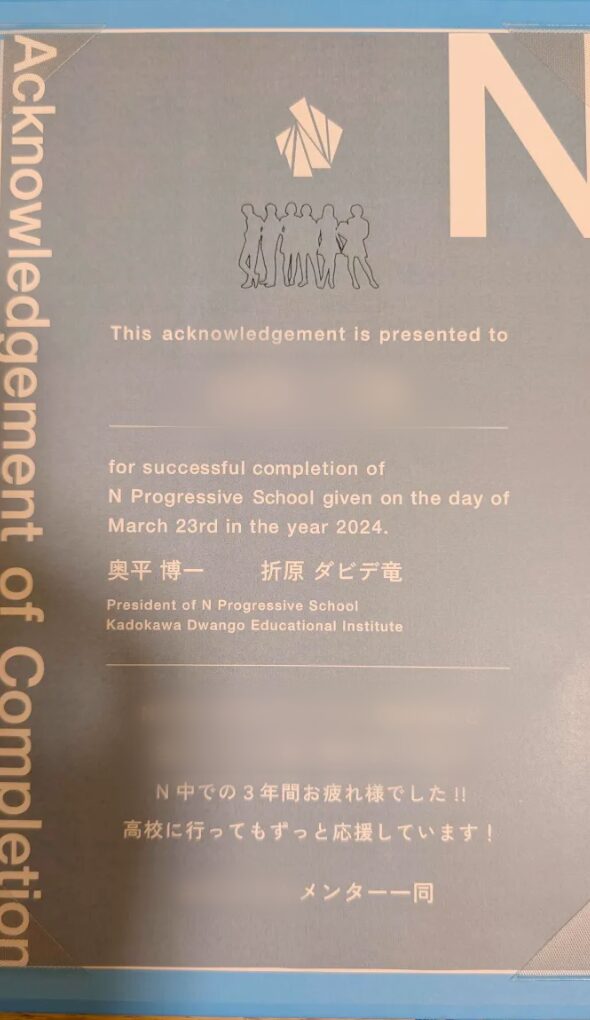 Acknowledgement of Completion
N
This acknowledgement is presented to
for successful completion of
N Progressive School given on the day of
March 23rd in the year 2024.
奥平 博一 折原 ダビデ竜
President of N Progressive School
Kadokawa Dwango Educational Institute
N中での3年間お疲れ様でした!!
高校に行ってもずっと応援しています！
メンター一同